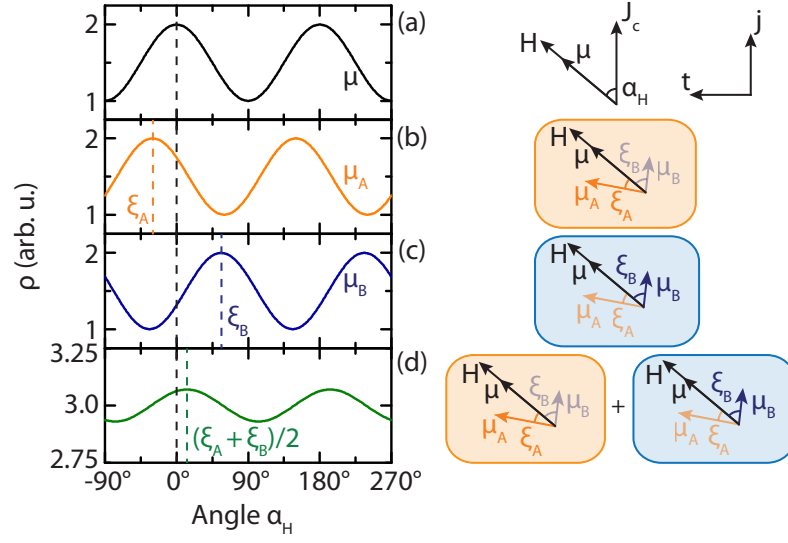 2
1
μ
(a)
2
1
ξA
μA
(b)
2
1
ξB
μB
(c)
3.25
3.0
2.75
(ξA + ξB)/2
(d)
-90° 0° 90° 180° 270°
Angle αH
ρ (arb. u.)
H μ Jc αH
j t
H μ ξB μB
μA ξA
H μ ξB μB
μA ξA
H μ ξB μB
μA ξA
+
H μ ξB μB
μA ξA